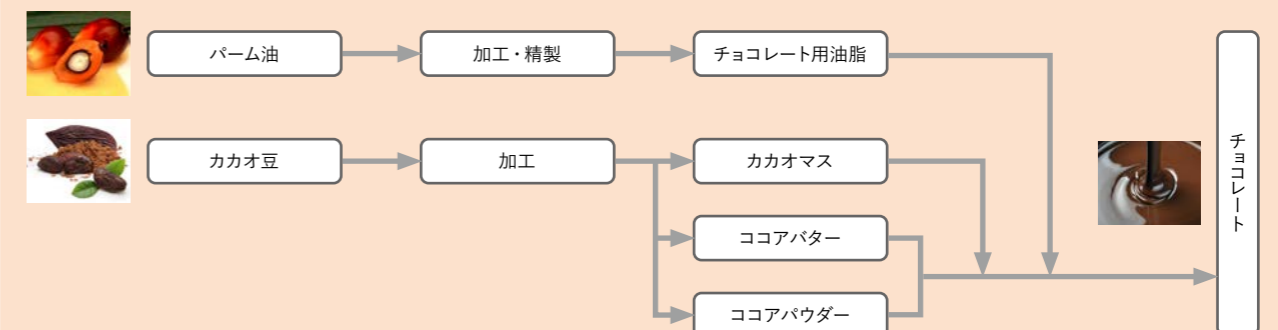 パーム油
加工・精製
チョコレート用油脂
カカオ豆
加工
カカオマス
ココアバター
ココアパウダー
チョコレート